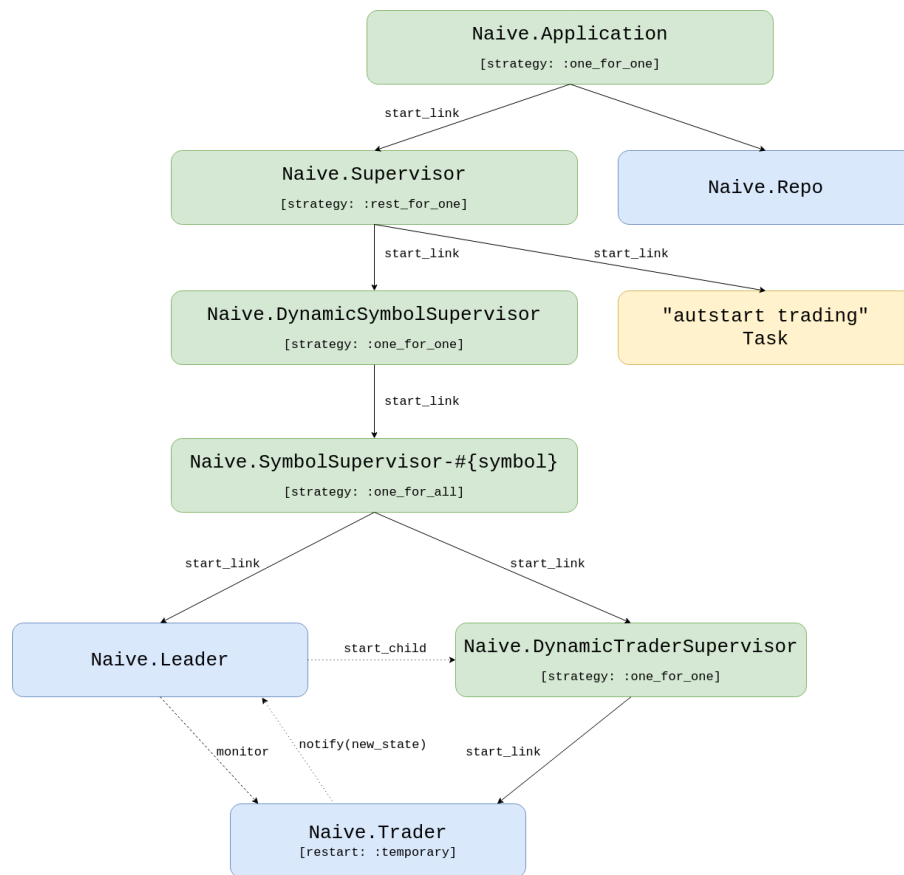 Naive.Application
[strategy: :one_for_one]
start_link
Naive.Supervisor
[strategy: :rest_for_one]
Naive.Repo
start_link
start_link
Naive.DynamicSymbolSupervisor
[strategy: :one_for_one]
"autstart trading"
Task
start_link
Naive.SymbolSupervisor-#{symbol}
[strategy: :one_for_all]
start_link
start_link
Naive.Leader
start_child
Naive.DynamicTraderSupervisor
[strategy: :one_for_one]
monitor
notify(new_state)
start_link
Naive.Trader
[restart: :temporary]